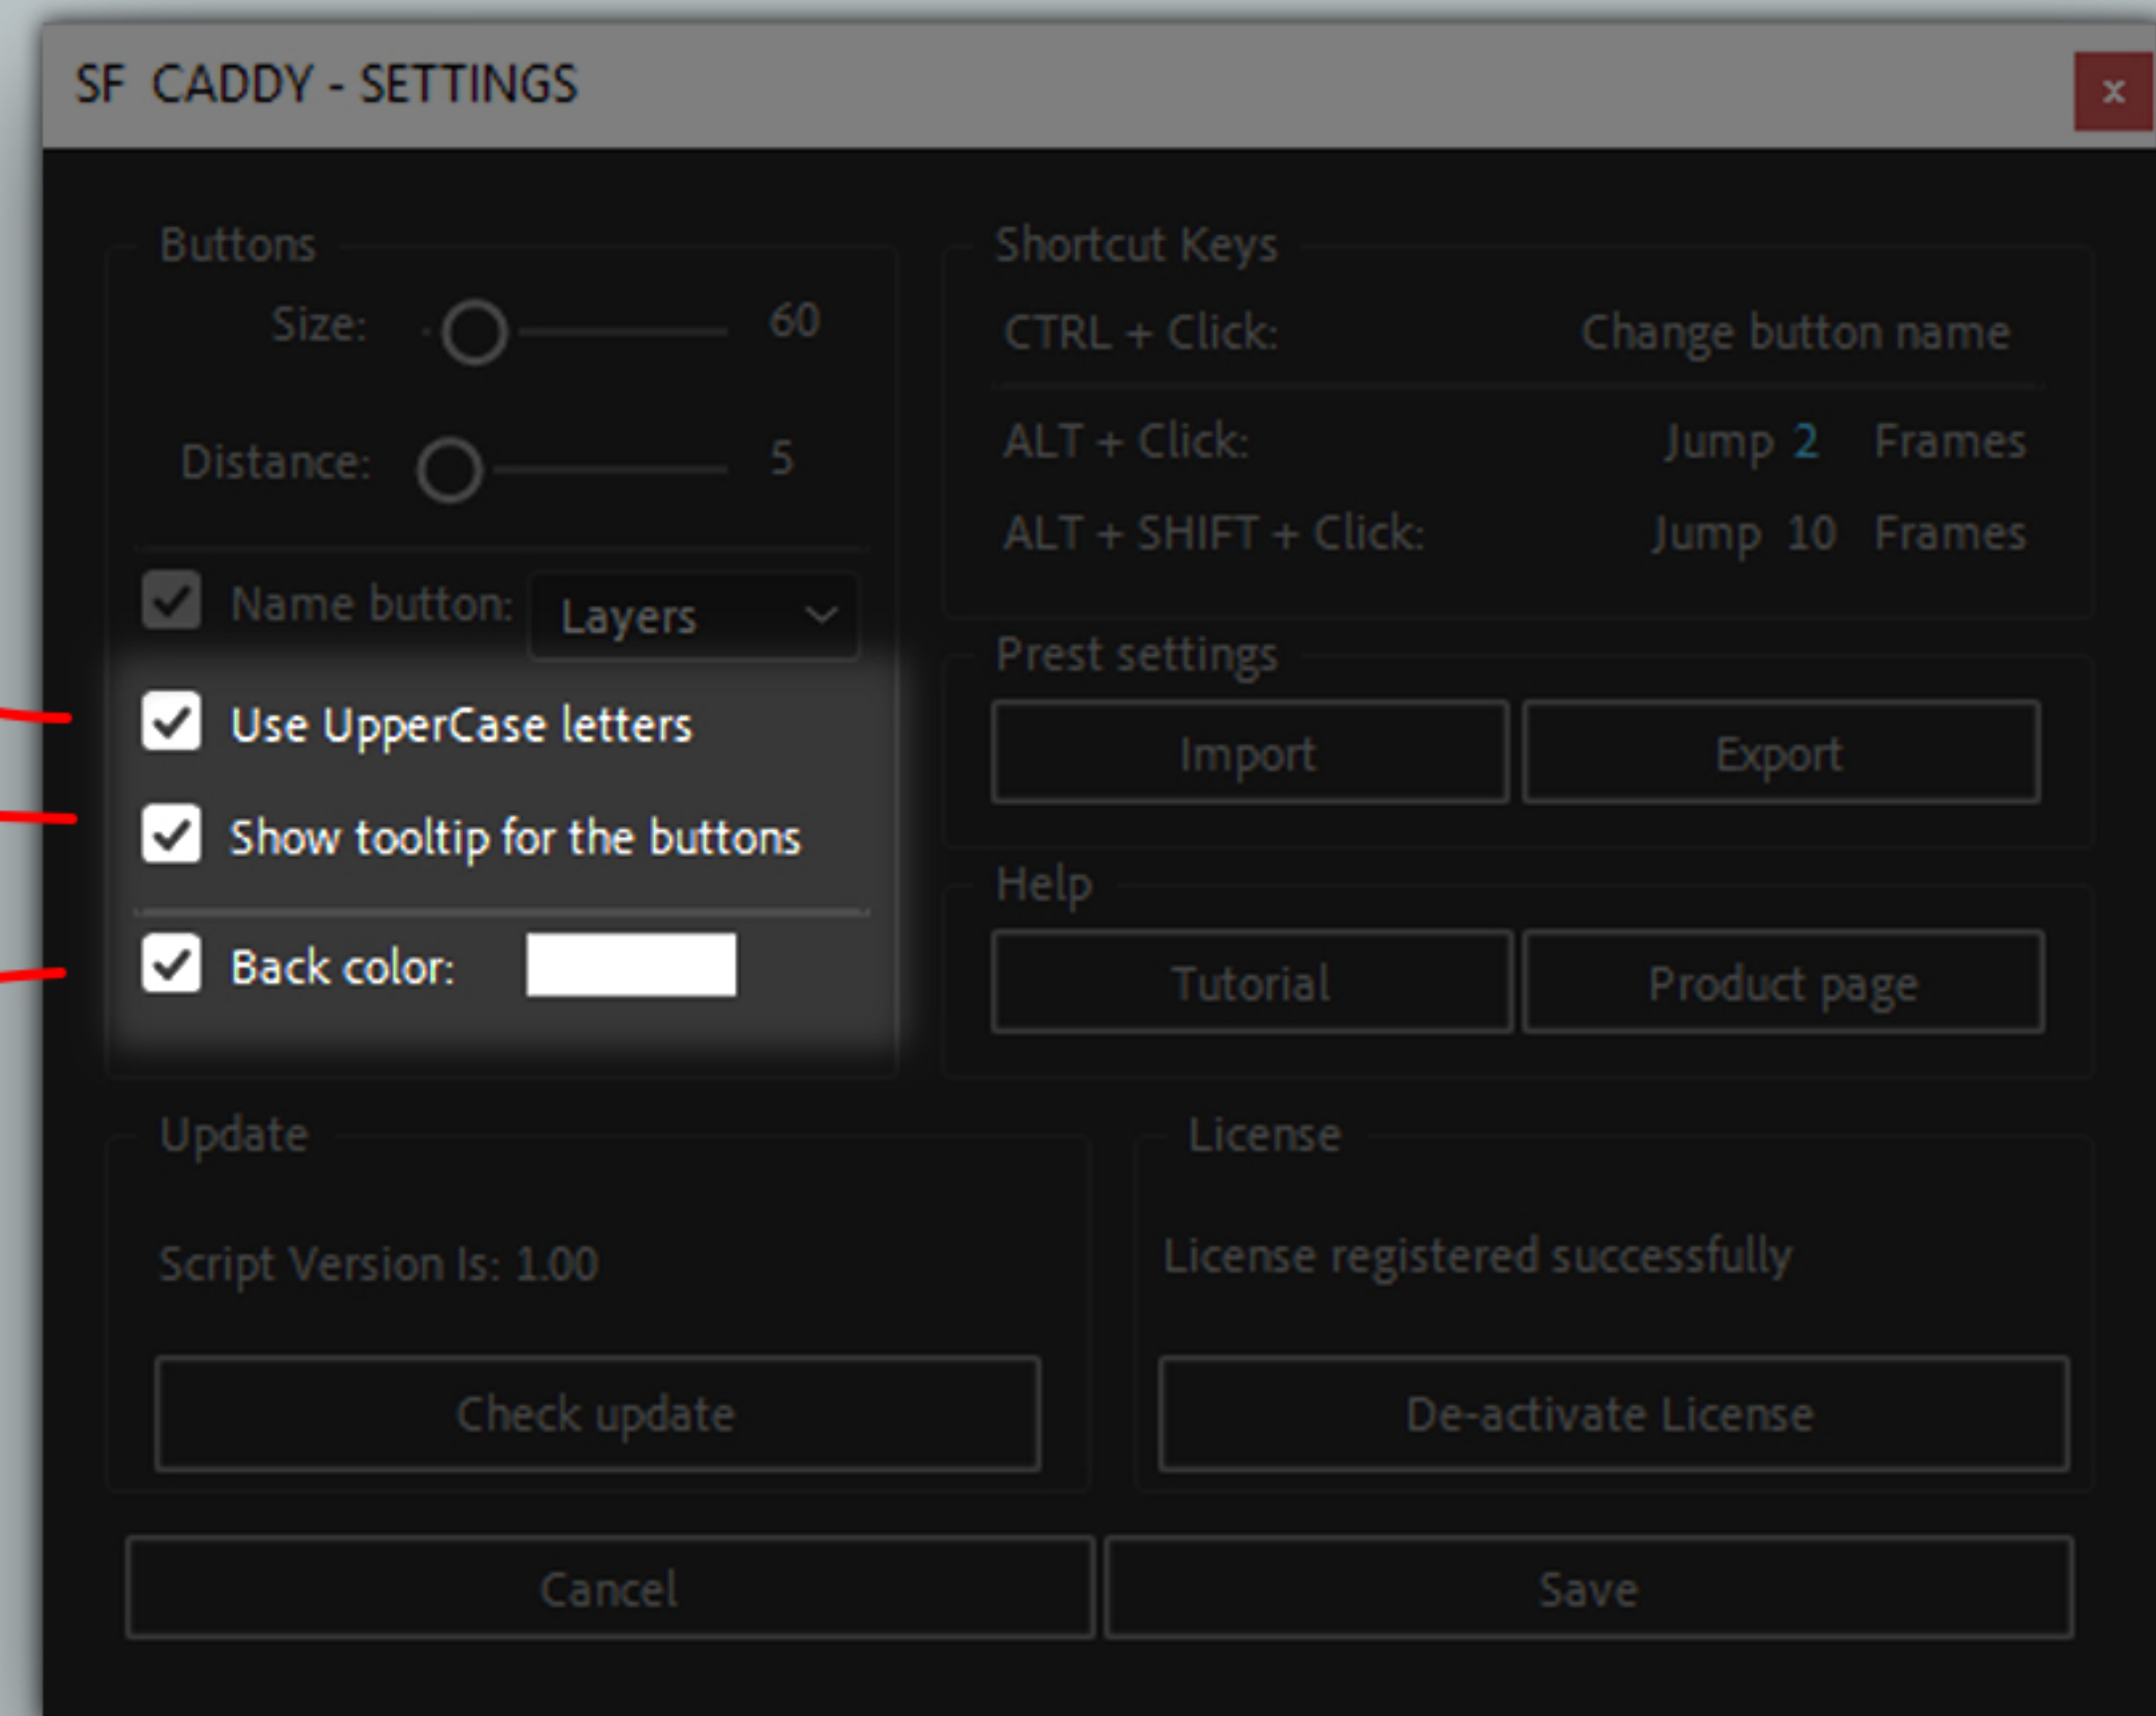 SF CADDY - SETTINGS
x
Buttons
Size: 60
Distance: 5
Name button: Layers
Use UpperCase letters
Show tooltip for the buttons
Back color:
Shortcut Keys
CTRL + Click: Change button name
ALT + Click: Jump 2 Frames
ALT + SHIFT + Click: Jump 10 Frames
Prest settings
Import Export
Help
Tutorial Product page
Update
Script Version Is: 1.00
Check update
License
License registered successfully
De-activate License
Cancel Save